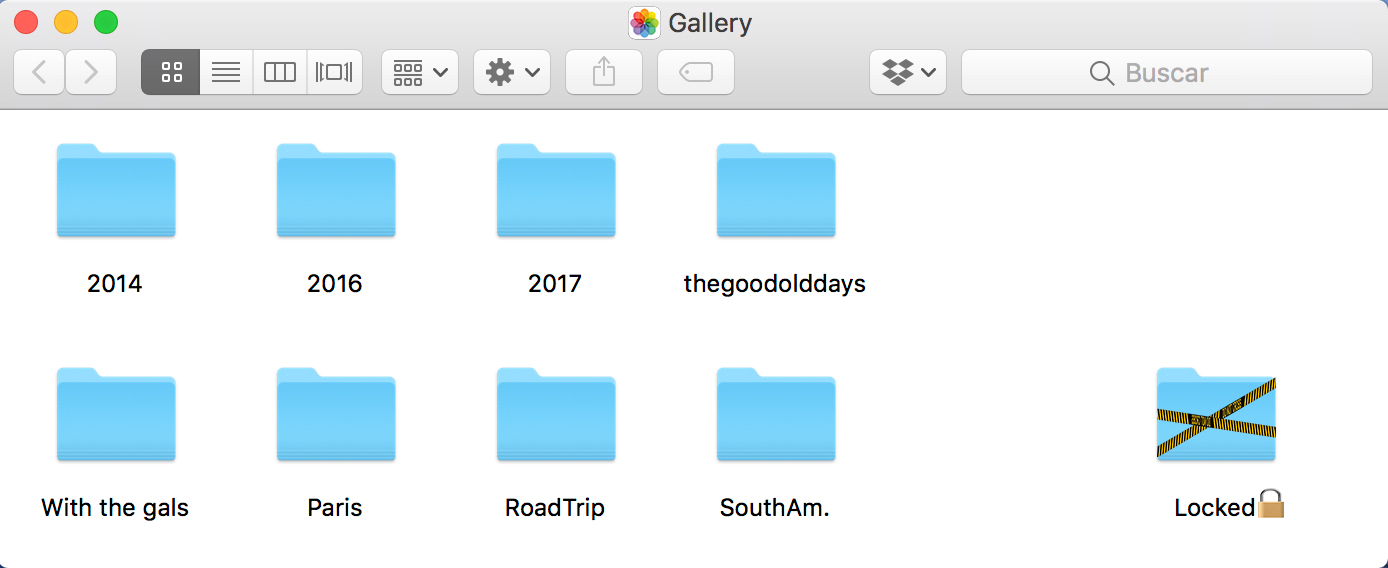 Gallery
Buscar
2014
2016
2017
thegoodolddays
With the gals
Paris
RoadTrip
SouthAm.
Locked🔒